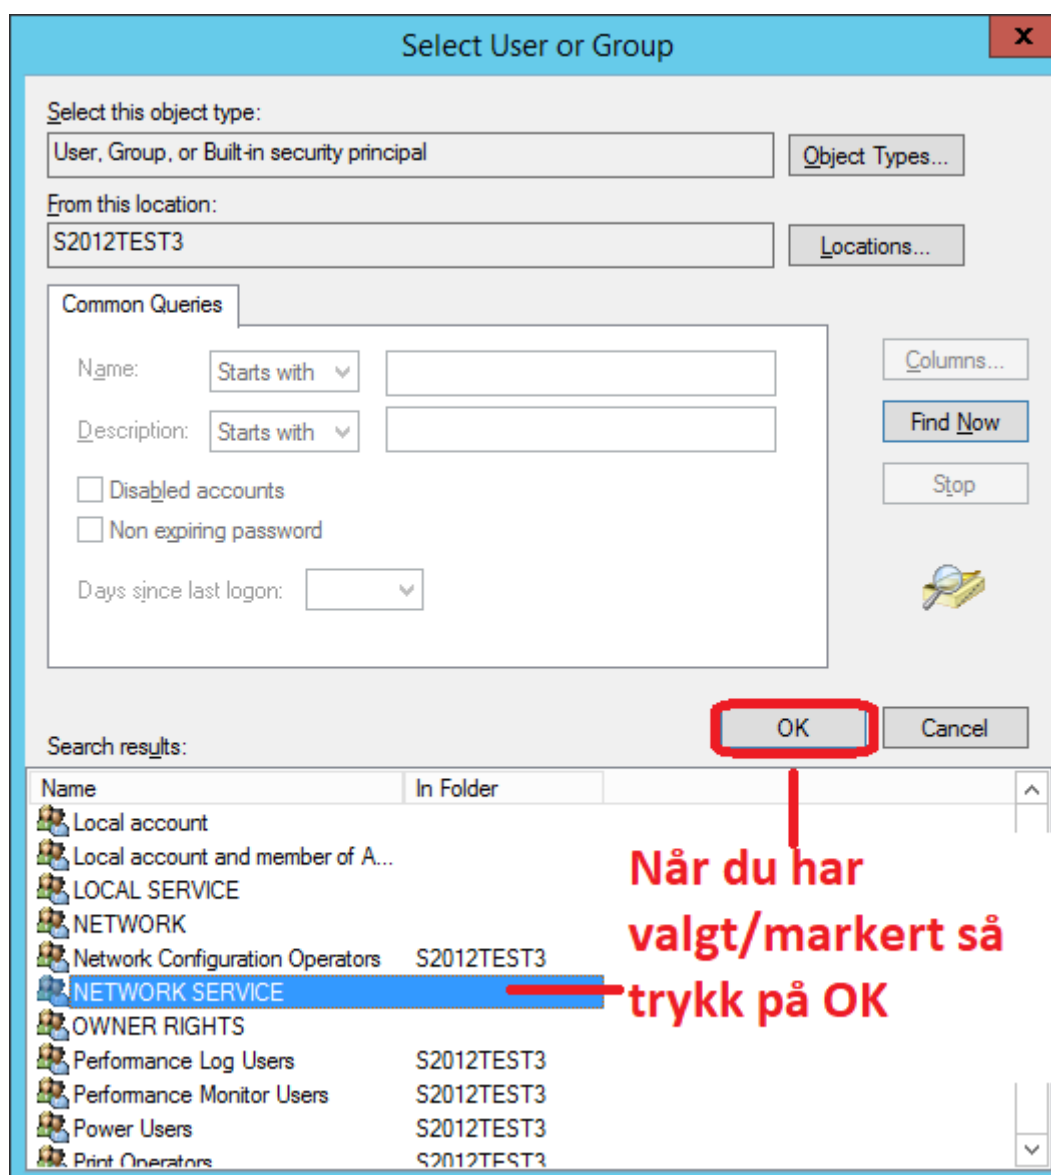 Select User or Group
x
Select this object type:
User, Group, or Built-in security principal
Object Types...
From this location:
S2012TEST3
Locations...
Common Queries
Name:
Starts with
Columns...
Description:
Starts with
Find Now
Disabled accounts
Stop
Non expiring password
Days since last logon:
OK
Cancel
Search results:
Name In Folder
Local account
Local account and member of A...
LOCAL SERVICE
NETWORK
Network Configuration Operators S2012TEST3
NETWORK SERVICE
OWNER RIGHTS
Performance Log Users S2012TEST3
Performance Monitor Users S2012TEST3
Power Users S2012TEST3
Print Operators S2012TEST3
Når du har
valgt/markert så
trykk på OK